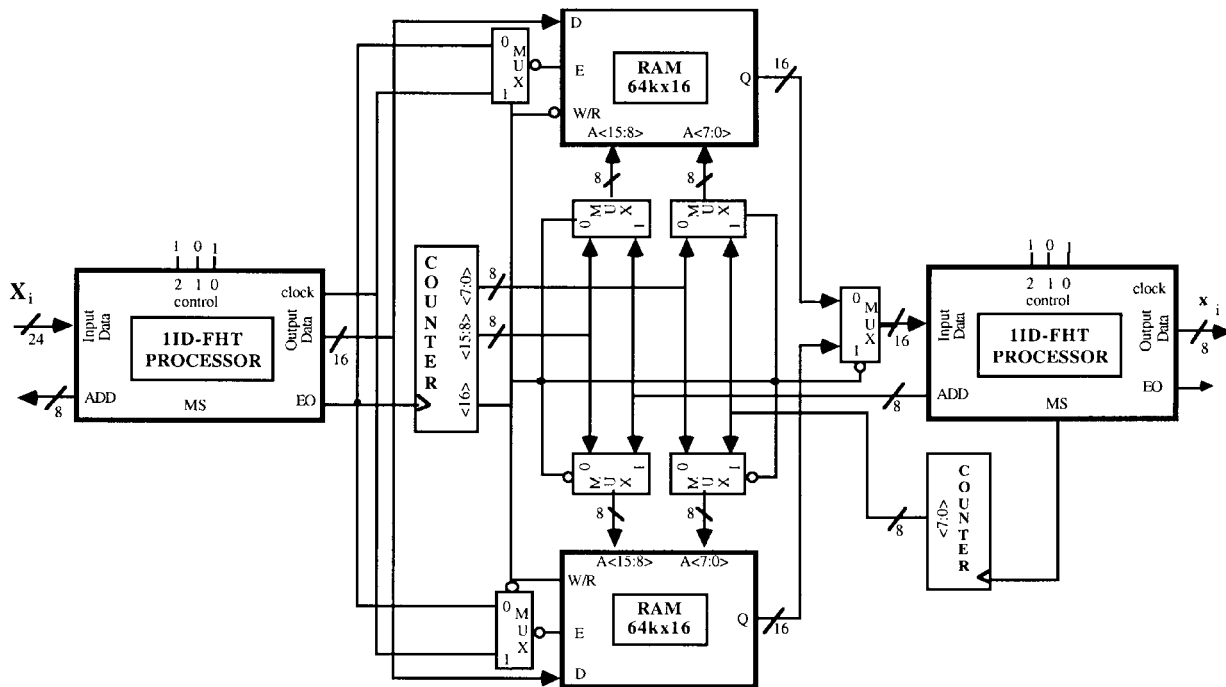 D
0
M
U
X
1
E
W/R
RAM
64kx16
Q
16
A<15:8>
A<7:0>
8
8
0
M
U
X
1
0
M
U
X
1
1 0 1
2 1 0
control
clock
X i
24
Input
Data
1ID-FHT
PROCESSOR
Output
Data
16
8
ADD
MS
EO
C
O
U
N
T
E
R
<7:0>
<15:8>
<16>
8
8
0
M
U
X
1
16
8
1 0 1
2 1 0
control
clock
Input
Data
1ID-FHT
PROCESSOR
Output
Data
x i
8
ADD
MS
EO
0
M
U
X
1
0
M
U
X
1
8
8
8
<7:0>
C
O
U
N
T
E
R
A<15:8>
A<7:0>
W/R
0
M
U
X
1
E
D
RAM
64kx16
Q
16